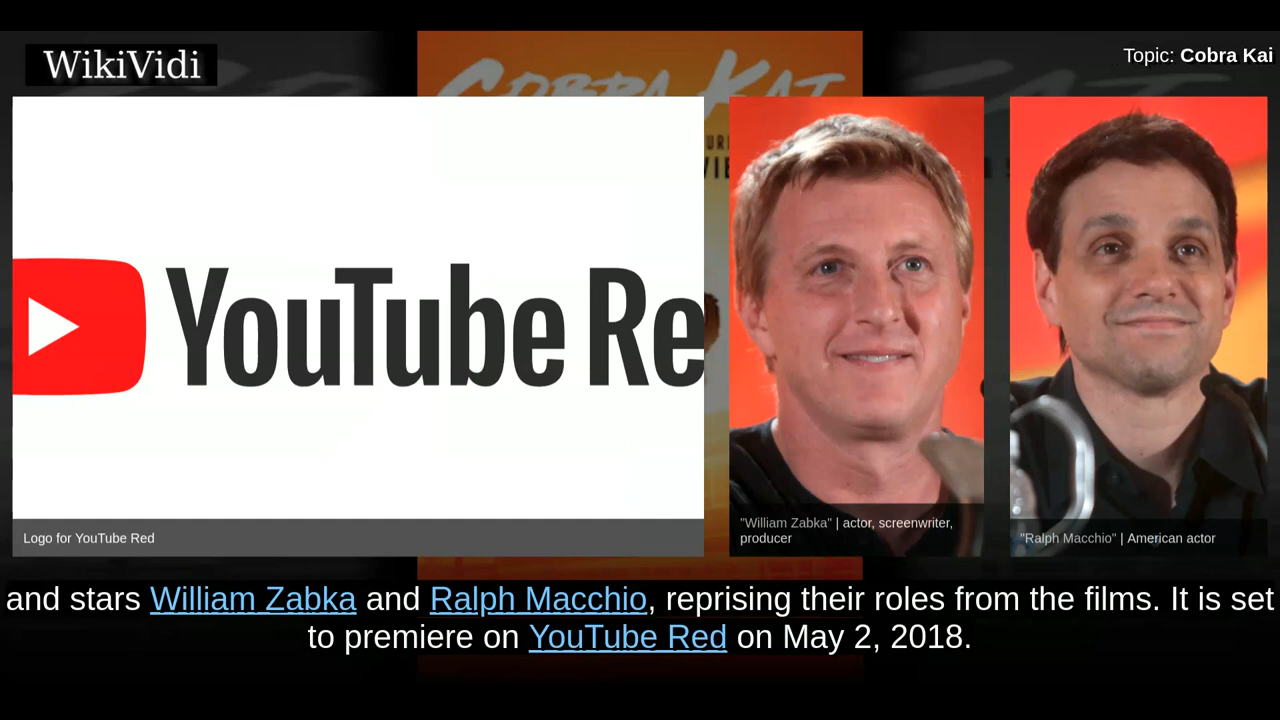 WikiVidi
Topic: Cobra Kai
COBRA KAI
YouTube Re
Logo for YouTube Red
"William Zabka" | actor, screenwriter,
producer
"Ralph Macchio" | American actor
and stars William Zabka and Ralph Macchio, reprising their roles from the films. It is set
to premiere on YouTube Red on May 2, 2018.